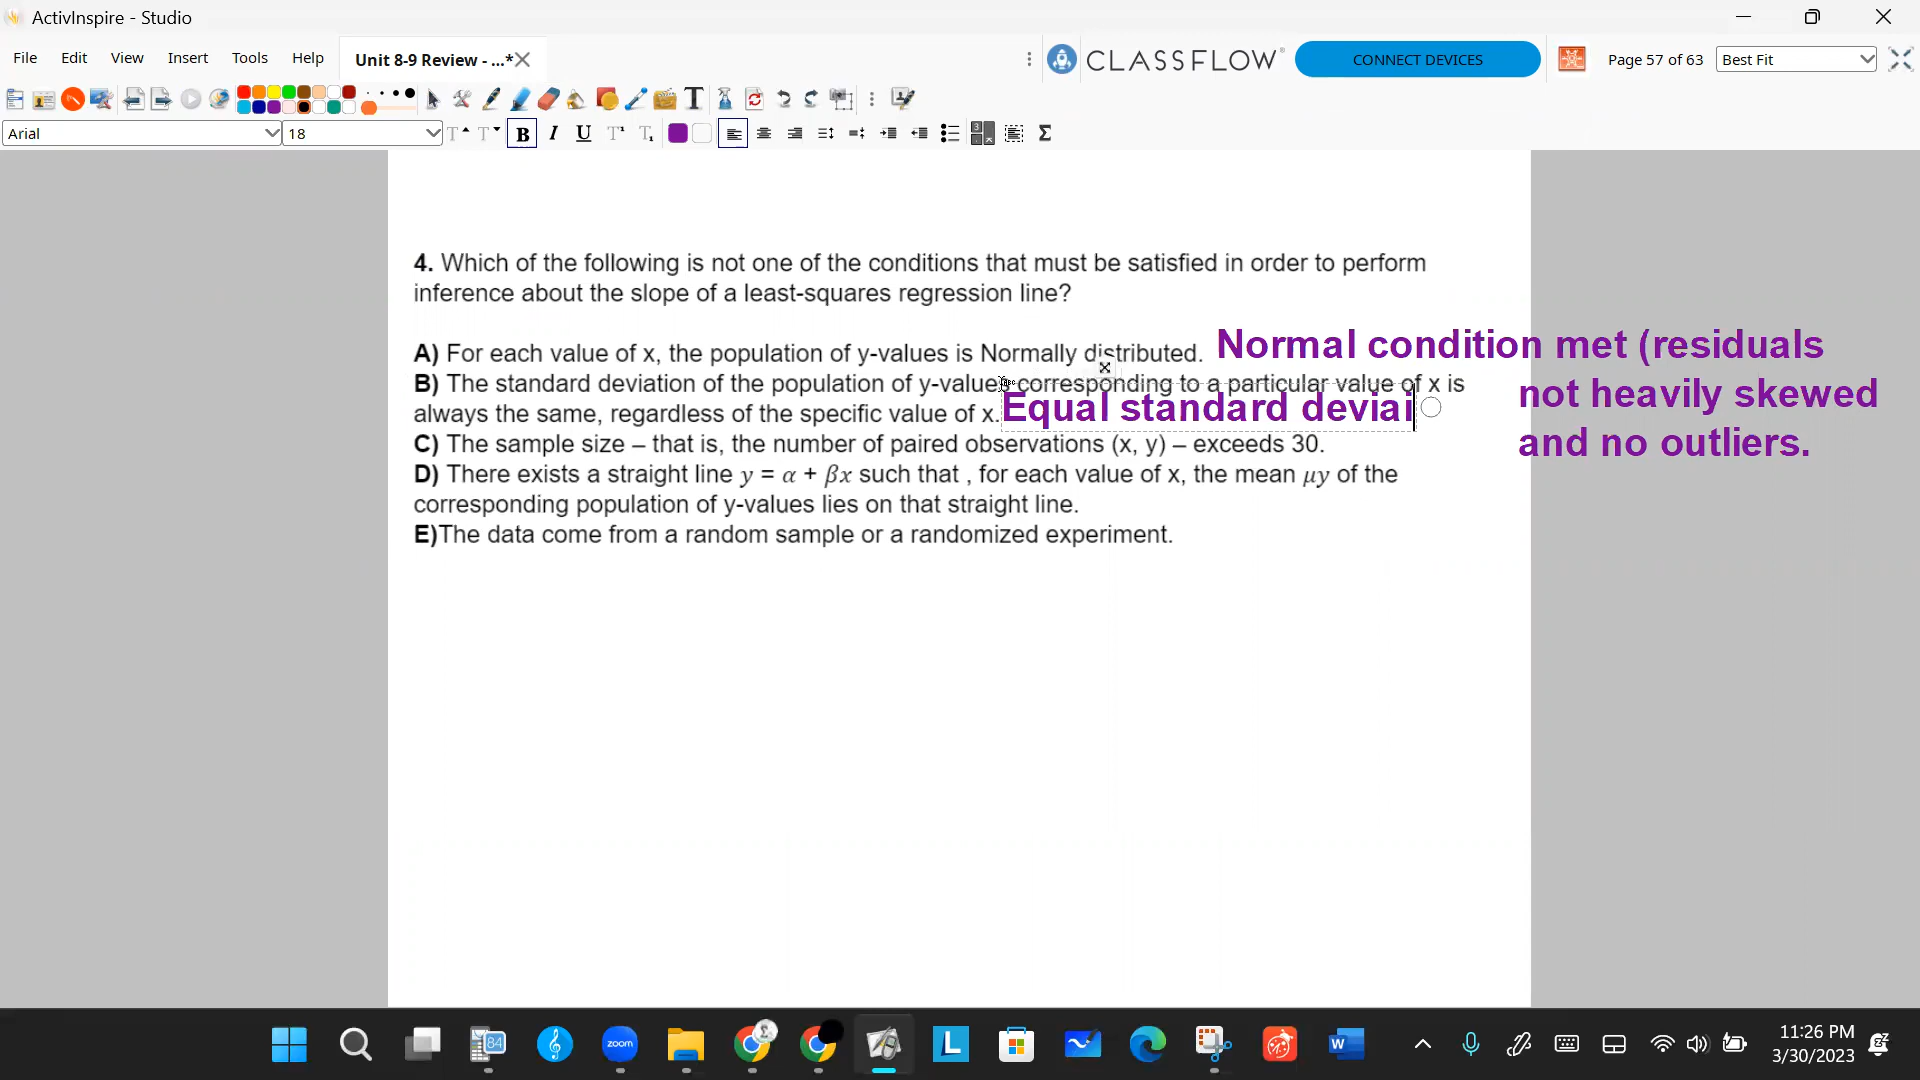 ActivInspire - Studio
File Edit View Insert Tools Help
Unit 8-9 Review - ...*
CLASSFLOW
CONNECT DEVICES
Page 57 of 63
Best Fit
Arial
18
4. Which of the following is not one of the conditions that must be satisfied in order to perform
inference about the slope of a least-squares regression line?
A) For each value of x, the population of y-values is Normally distributed.
Normal condition met (residuals
not heavily skewed
and no outliers.
B) The standard deviation of the population of y-values corresponding to a particular value of x is
always the same, regardless of the specific value of x.
Equal standard deviai
C) The sample size – that is, the number of paired observations (x, y) – exceeds 30.
D) There exists a straight line y = α + βx such that , for each value of x, the mean μy of the
corresponding population of y-values lies on that straight line.
E)The data come from a random sample or a randomized experiment.
84
zoom
L
W
11:26 PM
3/30/2023